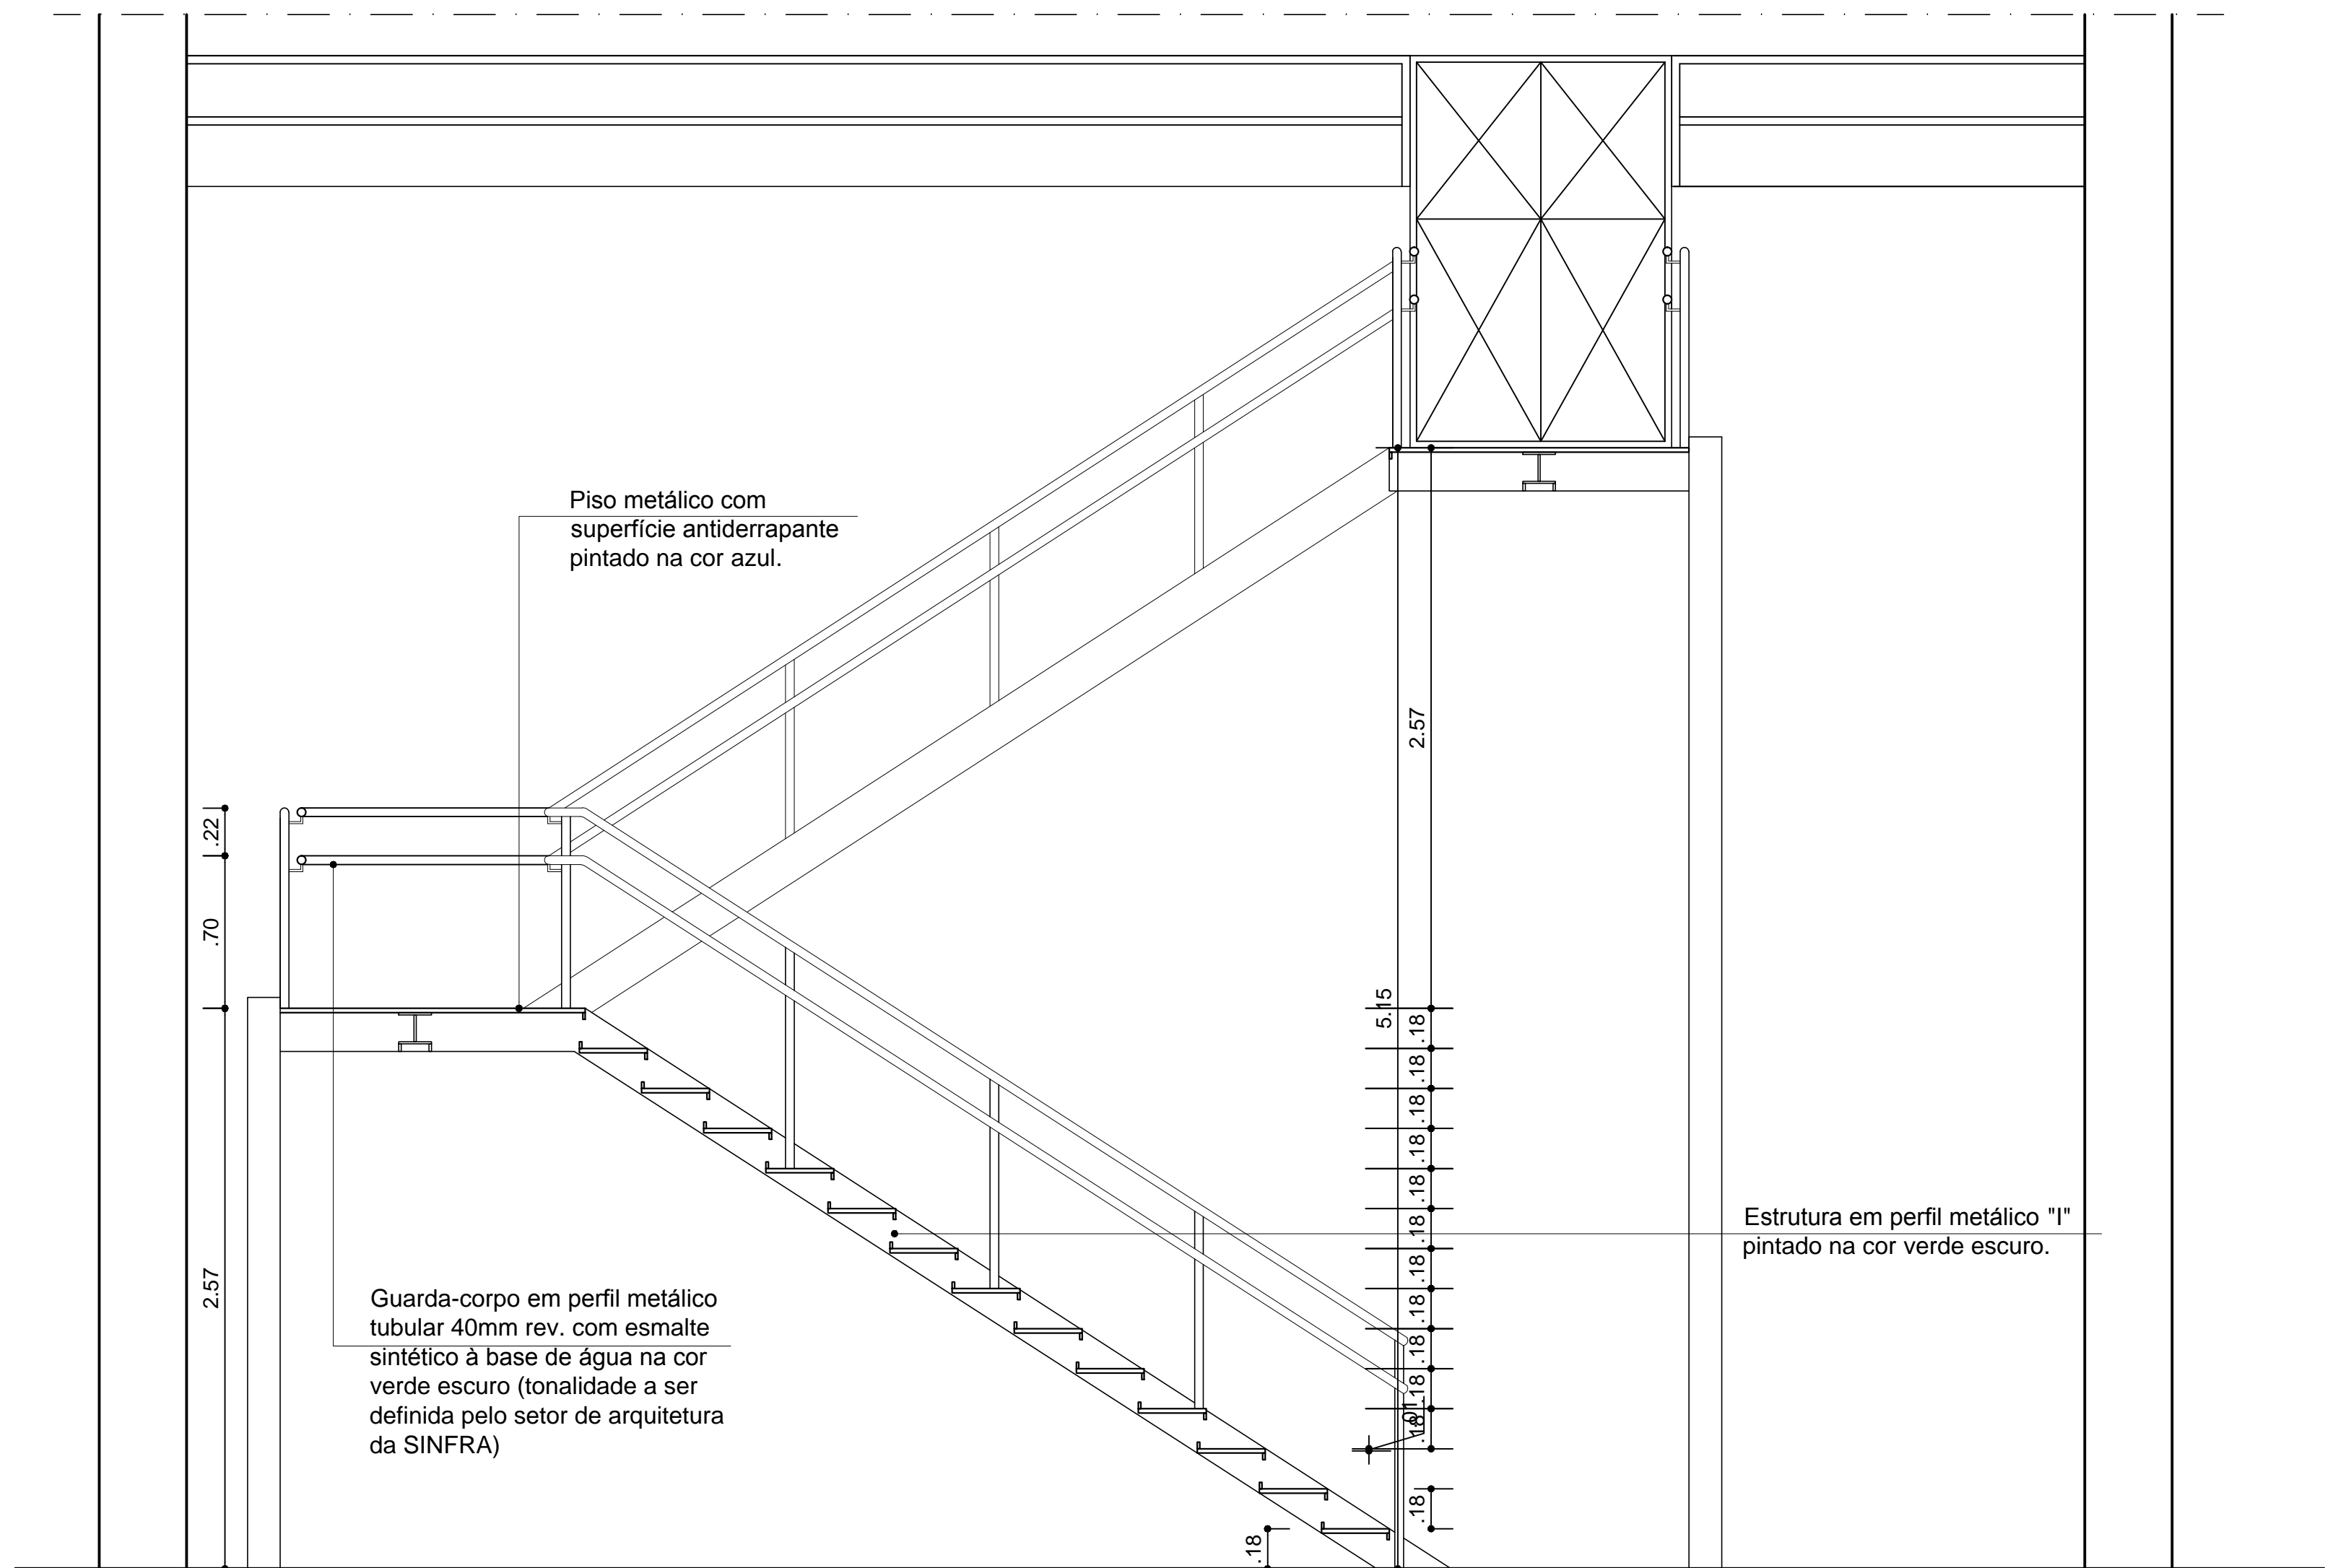 Piso metálico com
superfície antiderrapante
pintado na cor azul.
2.57
.22
.70
5.15
.18
.18
.18
.18
.18
.18
.18
.18
.18
.18
.18
.01
.18
.18
2.57
Estrutura em perfil metálico "I"
pintado na cor verde escuro.
Guarda-corpo em perfil metálico
tubular 40mm rev. com esmalte
sintético à base de água na cor
verde escuro (tonalidade a ser
definida pelo setor de arquitetura
da SINFRA)